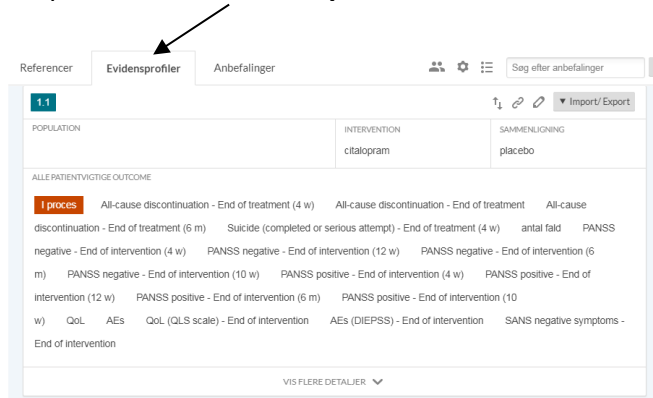 Referencer Evidensprofiler Anbefalinger Søg efter anbefalinger
1.1 Import/ Export
POPULATION INTERVENTION SAMMENLIGNING
citalopram placebo
ALLE PATIENTVIGTIGE OUTCOME
I proces All-cause discontinuation - End of treatment (4 w) All-cause discontinuation - End of treatment All-cause
discontinuation - End of treatment (6 m) Suicide (completed or serious attempt) - End of treatment (4 w) antal fald PANSS
negative - End of intervention (4 w) PANSS negative - End of intervention (12 w) PANSS negative - End of intervention (6
m) PANSS negative - End of intervention (10 w) PANSS positive - End of intervention (4 w) PANSS positive - End of
intervention (12 w) PANSS positive - End of intervention (6 m) PANSS positive - End of intervention (10
w) QoL AEs QoL (QLS scale) - End of intervention AEs (DIEPSS) - End of intervention SANS negative symptoms -
End of intervention
VIS FLERE DETALJER